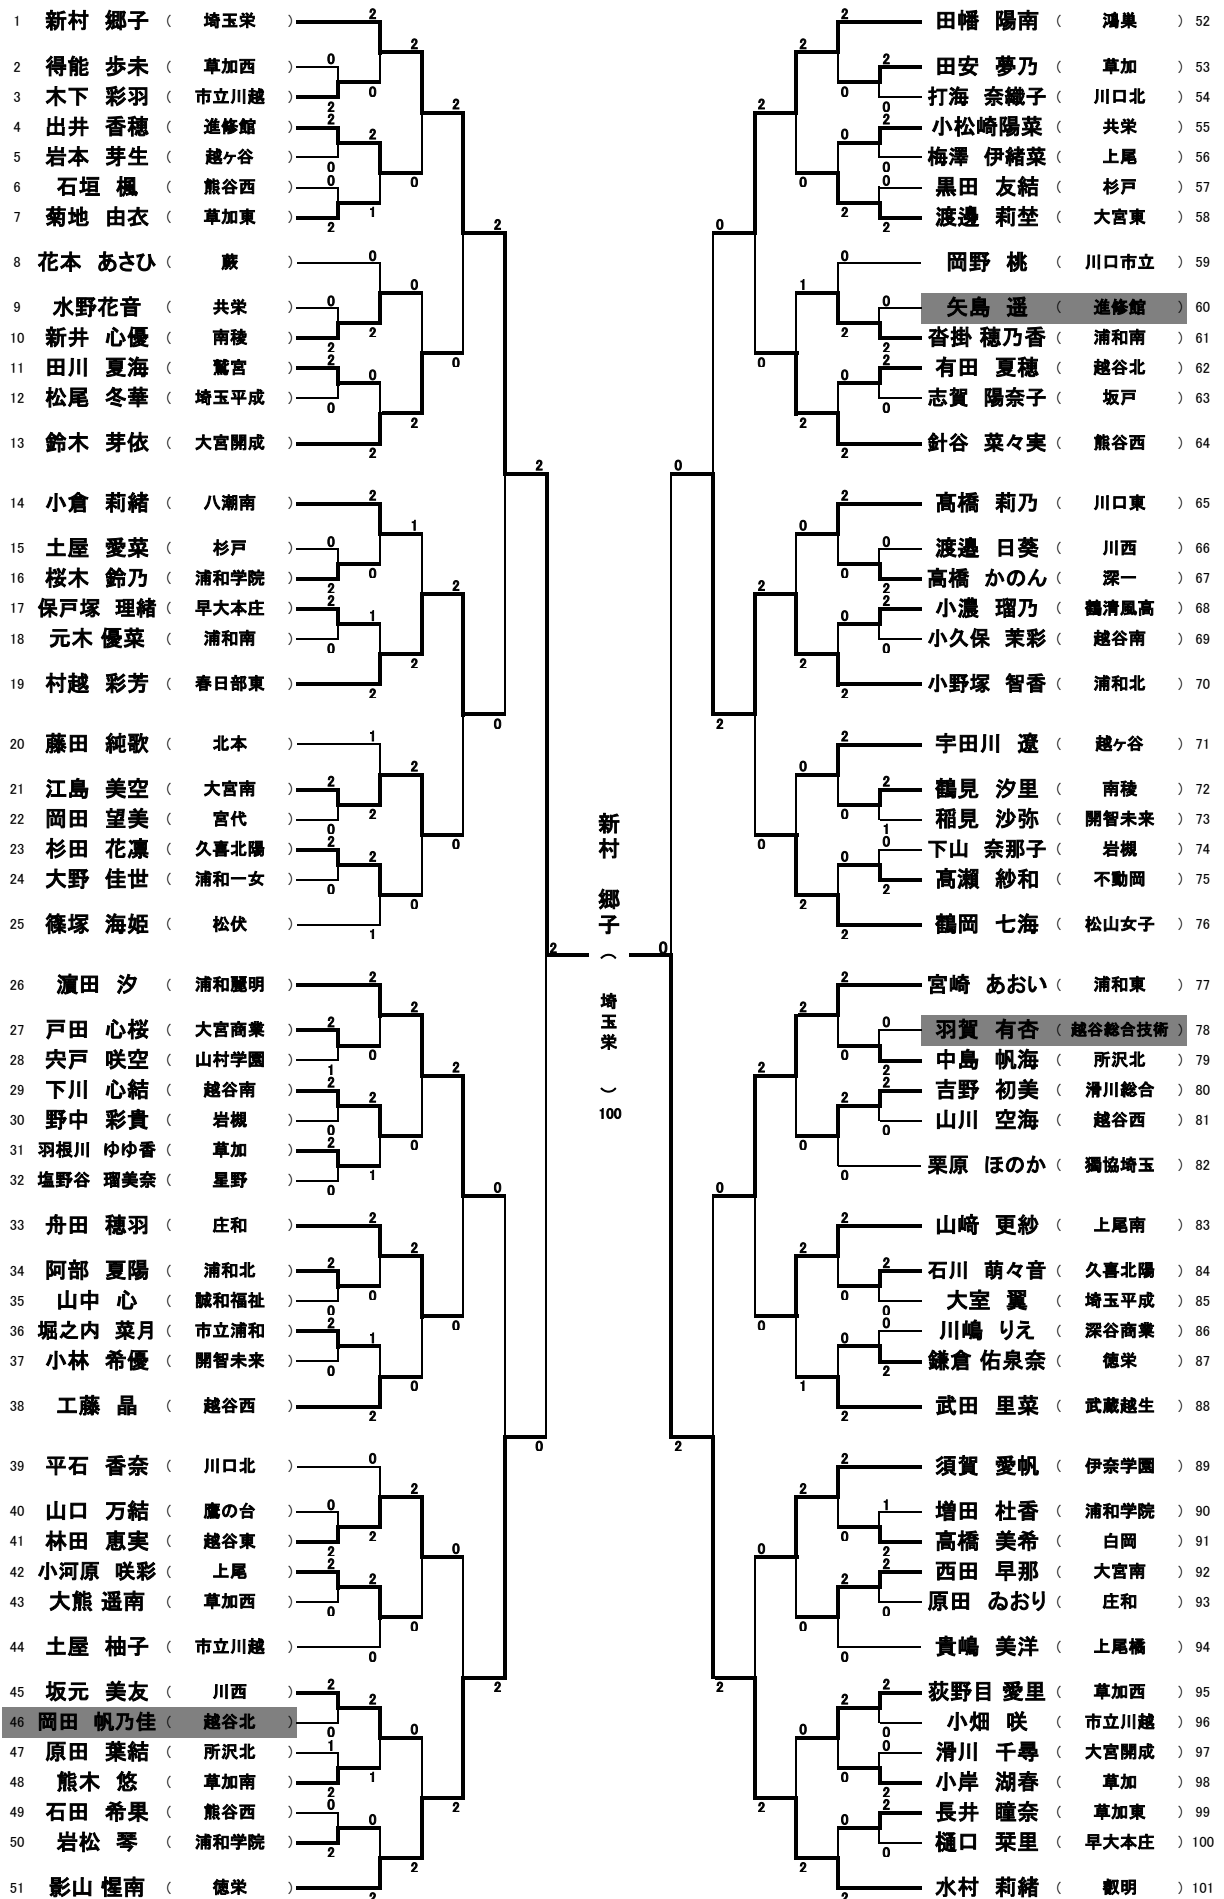 1 新村 郷子 ( 埼玉栄 )
2 得能 歩未 ( 草加西 )
3 木下 彩羽 ( 市立川越 )
4 出井 香穂 ( 進修館 )
5 岩本 芽生 ( 越ヶ谷 )
6 石垣 楓 ( 熊谷西 )
7 菊地 由衣 ( 草加東 )
8 花本 あさひ ( 蕨 )
9 水野花音 ( 共栄 )
10 新井 心優 ( 南稜 )
11 田川 夏海 ( 鷲宮 )
12 松尾 冬華 ( 埼玉平成 )
13 鈴木 芽依 ( 大宮開成 )
14 小倉 莉緒 ( 八潮南 )
15 土屋 愛菜 ( 杉戸 )
16 桜木 鈴乃 ( 浦和学院 )
17 保戸塚 理緒 ( 早大本庄 )
18 元木 優菜 ( 浦和南 )
19 村越 彩芳 ( 春日部東 )
20 藤田 純歌 ( 北本 )
21 江島 美空 ( 大宮南 )
22 岡田 望美 ( 宮代 )
23 杉田 花凛 ( 久喜北陽 )
24 大野 佳世 ( 浦和一女 )
25 篠塚 海姫 ( 松伏 )
26 濵田 汐 ( 浦和麗明 )
27 戸田 心桜 ( 大宮商業 )
28 宍戸 咲空 ( 山村学園 )
29 下川 心結 ( 越谷南 )
30 野中 彩貴 ( 岩槻 )
31 羽根川 ゆゆ香 ( 草加 )
32 塩野谷 瑠美奈 ( 星野 )
33 舟田 穂羽 ( 庄和 )
34 阿部 夏陽 ( 浦和北 )
35 山中 心 ( 誠和福祉 )
36 堀之内 菜月 ( 市立浦和 )
37 小林 希優 ( 開智未来 )
38 工藤 晶 ( 越谷西 )
39 平石 香奈 ( 川口北 )
40 山口 万結 ( 鷹の台 )
41 林田 恵実 ( 越谷東 )
42 小河原 咲彩 ( 上尾 )
43 大熊 遥南 ( 草加西 )
44 土屋 柚子 ( 市立川越 )
45 坂元 美友 ( 川西 )
46 岡田 帆乃佳 ( 越谷北 )
47 原田 葉結 ( 所沢北 )
48 熊木 悠 ( 草加南 )
49 石田 希果 ( 熊谷西 )
50 岩松 琴 ( 浦和学院 )
51 影山 惺南 ( 徳栄 )
新村 郷子 ( 埼玉栄 ) 100
田幡 陽南 ( 鴻巣 ) 52
田安 夢乃 ( 草加 ) 53
打海 奈織子 ( 川口北 ) 54
小松崎陽菜 ( 共栄 ) 55
梅澤 伊緒菜 ( 上尾 ) 56
黒田 友結 ( 杉戸 ) 57
渡邊 莉埜 ( 大宮東 ) 58
岡野 桃 ( 川口市立 ) 59
矢島 遥 ( 進修館 ) 60
沓掛 穂乃香 ( 浦和南 ) 61
有田 夏穂 ( 越谷北 ) 62
志賀 陽奈子 ( 坂戸 ) 63
針谷 菜々実 ( 熊谷西 ) 64
髙橋 莉乃 ( 川口東 ) 65
渡邉 日葵 ( 川西 ) 66
高橋 かのん ( 深一 ) 67
小濃 瑠乃 ( 鶴清風高 ) 68
小久保 茉彩 ( 越谷南 ) 69
小野塚 智香 ( 浦和北 ) 70
宇田川 遼 ( 越ヶ谷 ) 71
鶴見 汐里 ( 南稜 ) 72
稲見 沙弥 ( 開智未来 ) 73
下山 奈那子 ( 岩槻 ) 74
髙瀨 紗和 ( 不動岡 ) 75
鶴岡 七海 ( 松山女子 ) 76
宮崎 あおい ( 浦和東 ) 77
羽賀 有杏 ( 越谷総合技術 ) 78
中島 帆海 ( 所沢北 ) 79
吉野 初美 ( 滑川総合 ) 80
山川 空海 ( 越谷西 ) 81
栗原 ほのか ( 獨協埼玉 ) 82
山﨑 更紗 ( 上尾南 ) 83
石川 萌々音 ( 久喜北陽 ) 84
大室 翼 ( 埼玉平成 ) 85
川嶋 りえ ( 深谷商業 ) 86
鎌倉 佑泉奈 ( 徳栄 ) 87
武田 里菜 ( 武蔵越生 ) 88
須賀 愛帆 ( 伊奈学園 ) 89
増田 杜香 ( 浦和学院 ) 90
高橋 美希 ( 白岡 ) 91
西田 早那 ( 大宮南 ) 92
原田 ゐおり ( 庄和 ) 93
貴嶋 美洋 ( 上尾橘 ) 94
荻野目 愛里 ( 草加西 ) 95
小畑 咲 ( 市立川越 ) 96
滑川 千尋 ( 大宮開成 ) 97
小岸 湖春 ( 草加 ) 98
長井 瞳奈 ( 草加東 ) 99
樋口 栞里 ( 早大本庄 ) 100
水村 莉緒 ( 叡明 ) 101